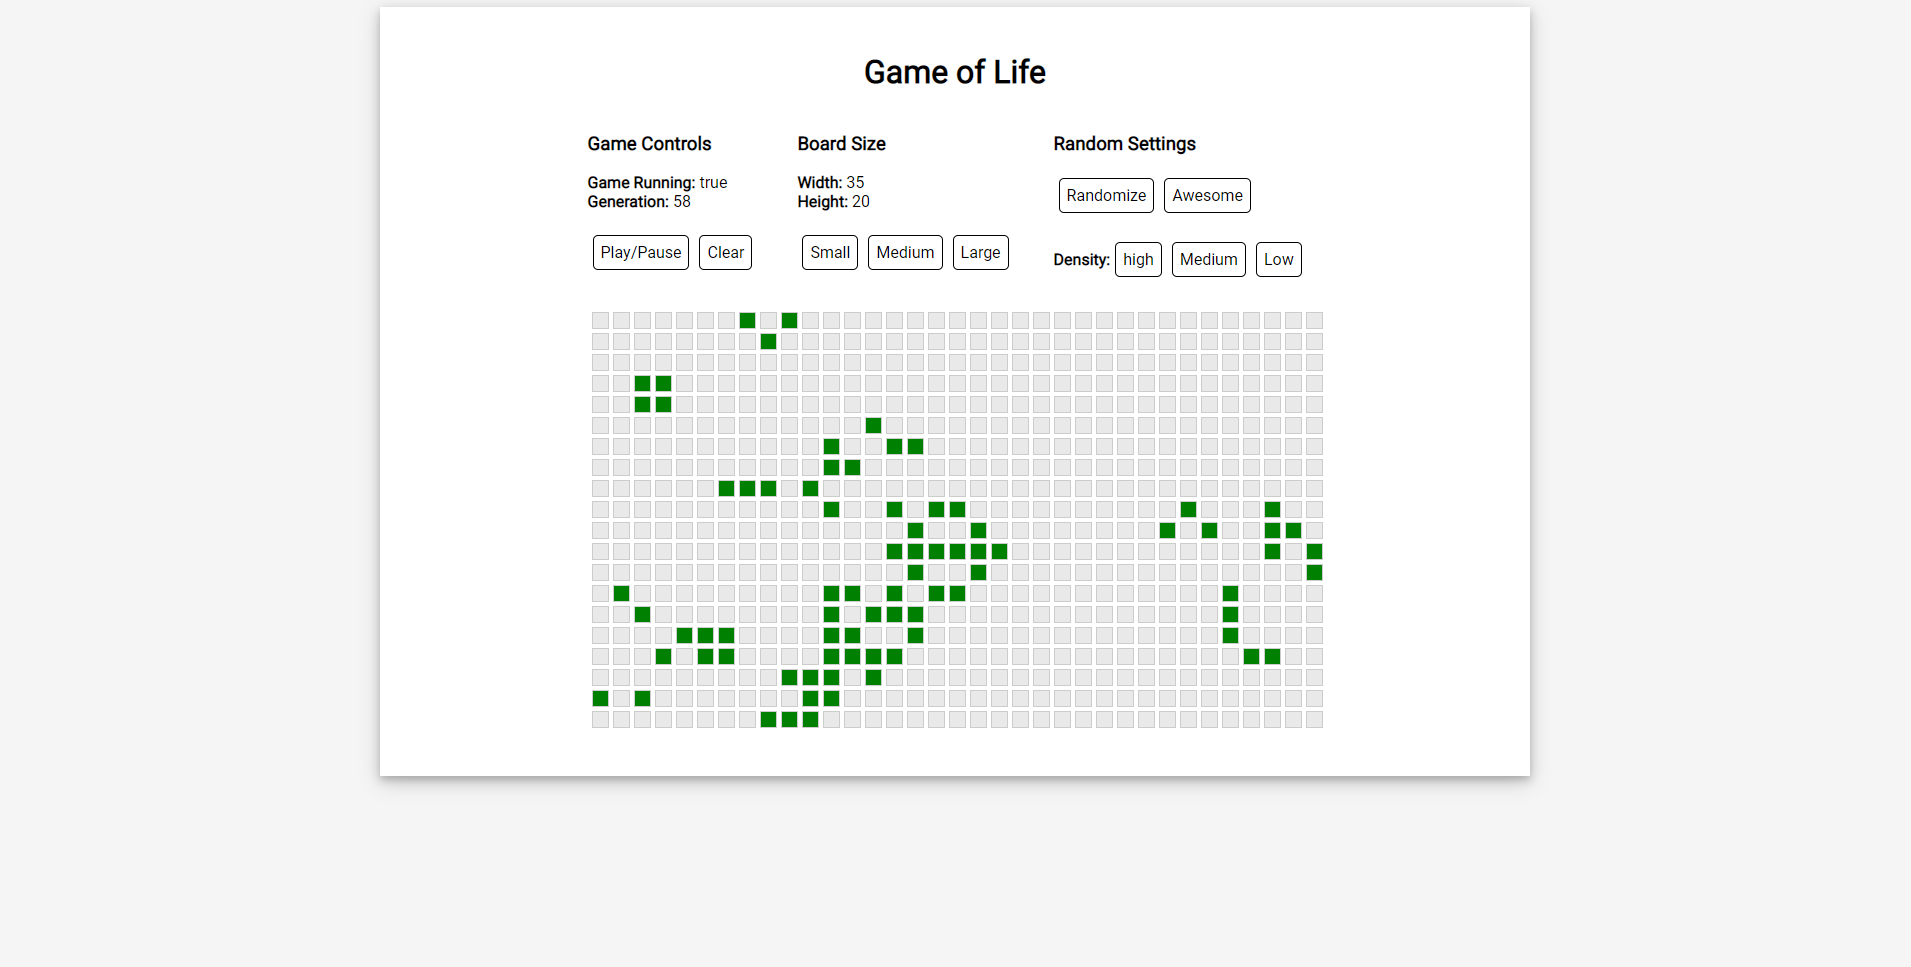 Game of Life
Game Controls
Game Running: true
Generation: 58
Play/Pause
Clear
Board Size
Width: 35
Height: 20
Small
Medium
Large
Random Settings
Randomize
Awesome
Density:
high
Medium
Low